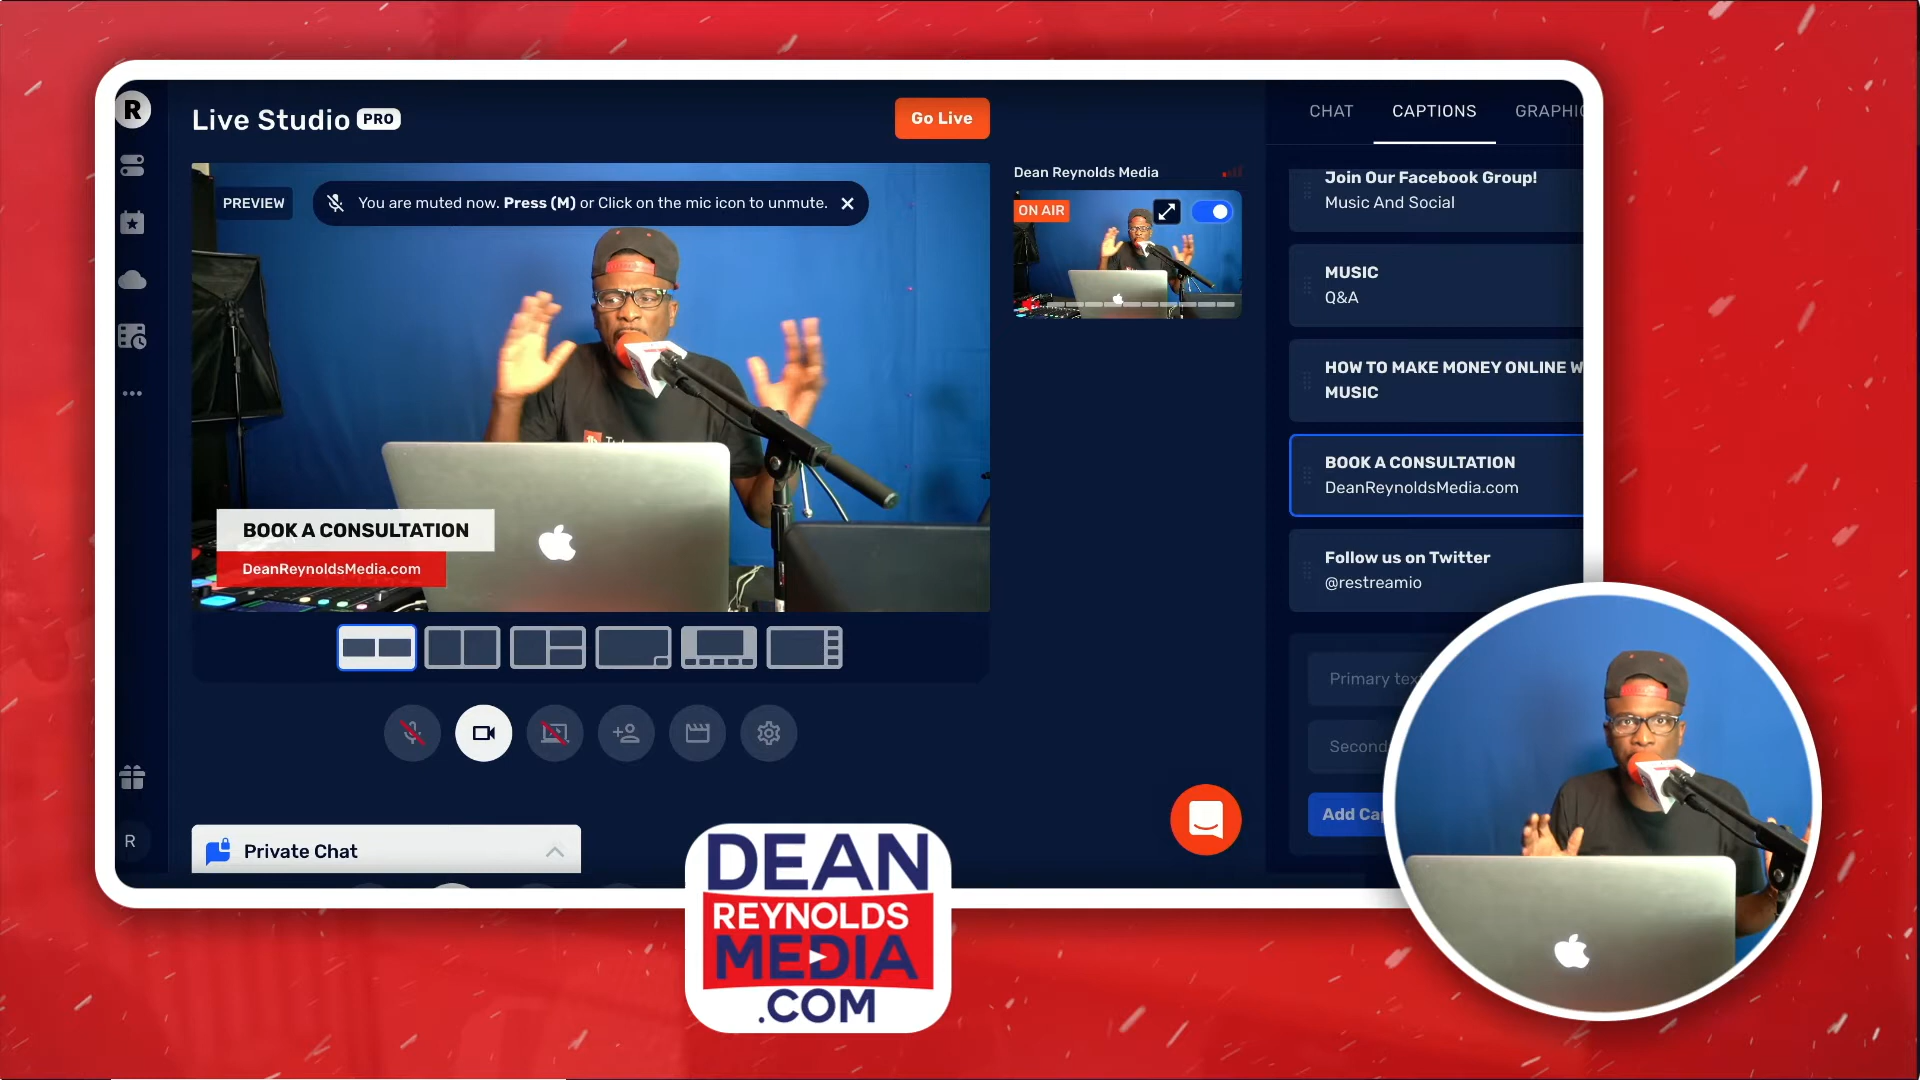 R
Live Studio PRO
Go Live
PREVIEW
You are muted now. Press (M) or Click on the mic icon to unmute.
BOOK A CONSULTATION
DeanReynoldsMedia.com
Dean Reynolds Media
ON AIR
CHAT
CAPTIONS
GRAPHIC
Join Our Facebook Group!
Music And Social
MUSIC
Q&A
HOW TO MAKE MONEY ONLINE W
MUSIC
BOOK A CONSULTATION
DeanReynoldsMedia.com
Follow us on Twitter
@restreamio
Primary text
Second
Add Cap
R
Private Chat
DEAN
REYNOLDS
MEDIA
.COM